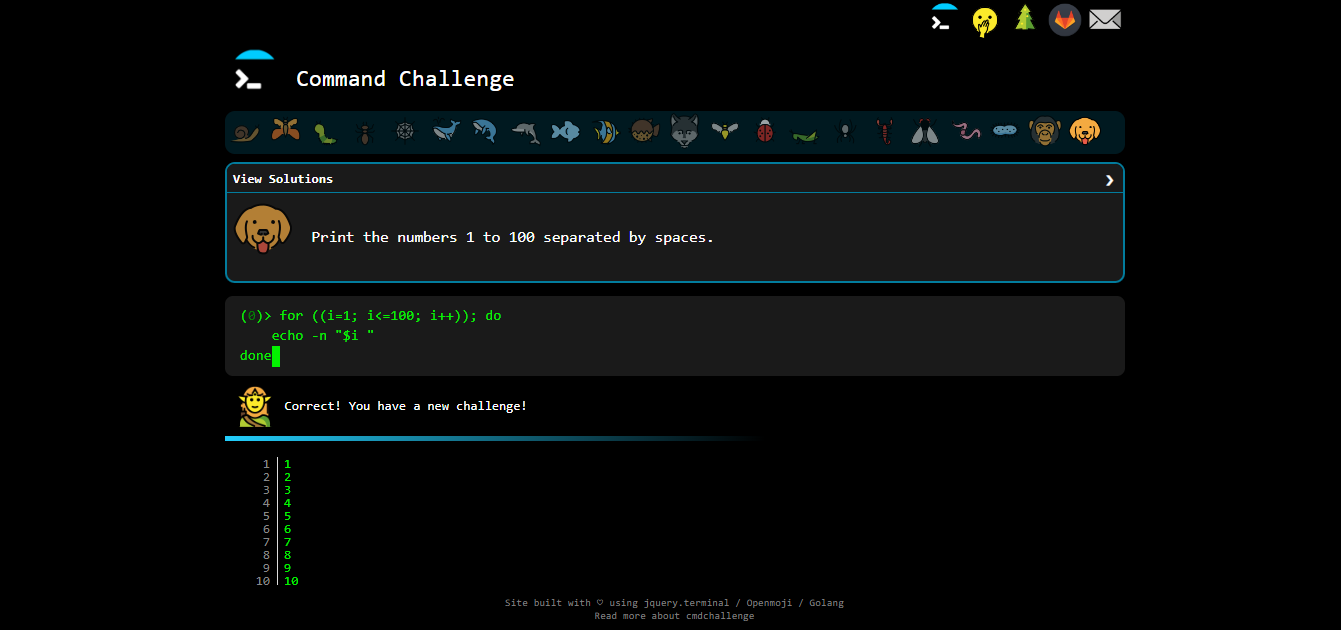 Command Challenge
View Solutions ❯
Print the numbers 1 to 100 separated by spaces.
(0)> for ((i=1; i<=100; i++)); do
echo -n "$i "
done
Correct! You have a new challenge!
1 1
2 2
3 3
4 4
5 5
6 6
7 7
8 8
9 9
10 10
Site built with ♡ using jquery.terminal / Openmoji / Golang
Read more about cmdchallenge